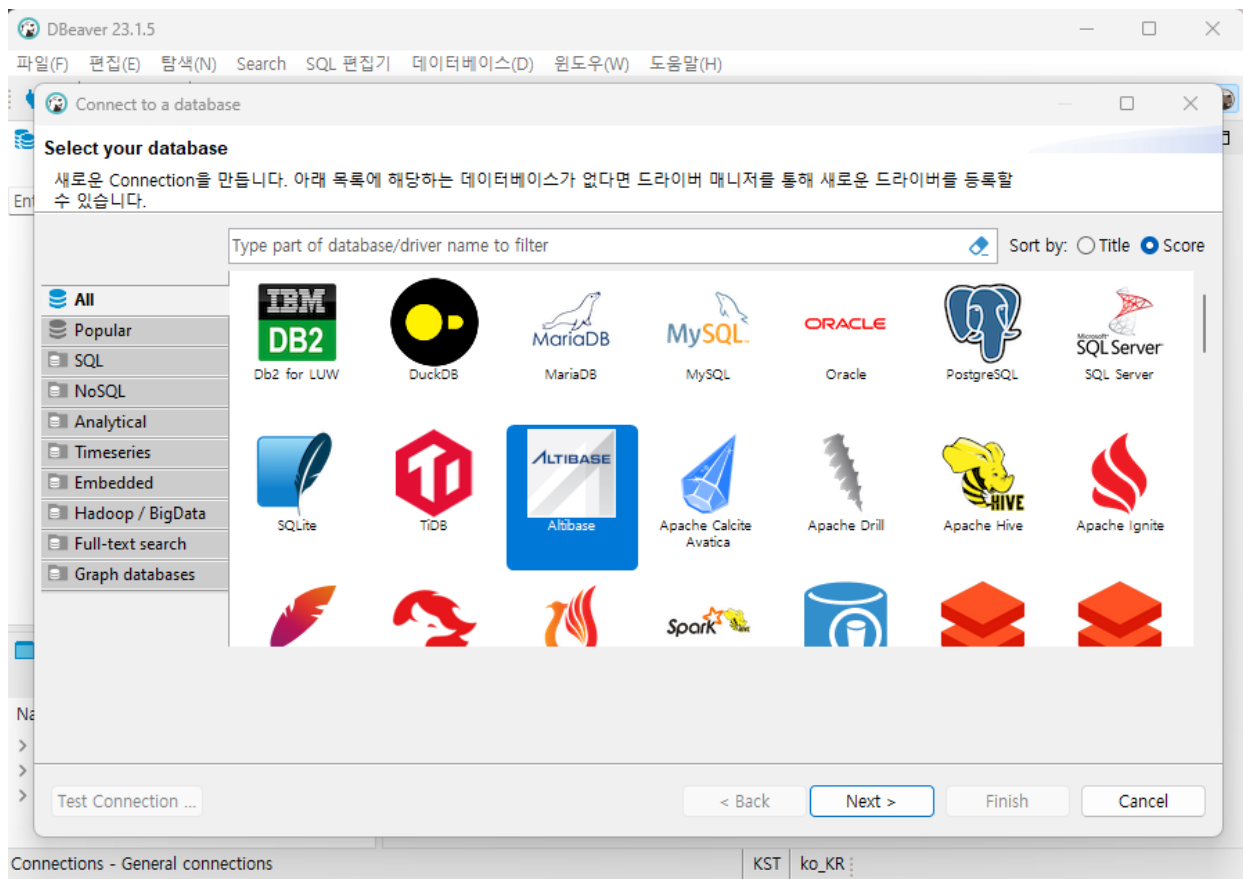 DBeaver 23.1.5
파일(F) 편집(E) 탐색(N) Search SQL 편집기 데이터베이스(D) 윈도우(W) 도움말(H)
Connect to a database
Select your database
새로운 Connection을 만듭니다. 아래 목록에 해당하는 데이터베이스가 없다면 드라이버 매니저를 통해 새로운 드라이버를 등록할
수 있습니다.
Ent
Type part of database/driver name to filter
Sort by: Title Score
All
Popular
SQL
NoSQL
Analytical
Timeseries
Embedded
Hadoop / BigData
Full-text search
Graph databases
IBM DB2
MariaDB
MySQL
ORACLE
Microsoft SQL Server
Db2 for LUW
DuckDB
MariaDB
MySQL
Oracle
PostgreSQL
SQL Server
ALTIBASE
HIVE
SQLite
TiDB
Altibase
Apache Calcite
Avatica
Apache Drill
Apache Hive
Apache Ignite
Spark
Na
Test Connection ...
< Back
Next >
Finish
Cancel
Connections - General connections
KST
ko_KR